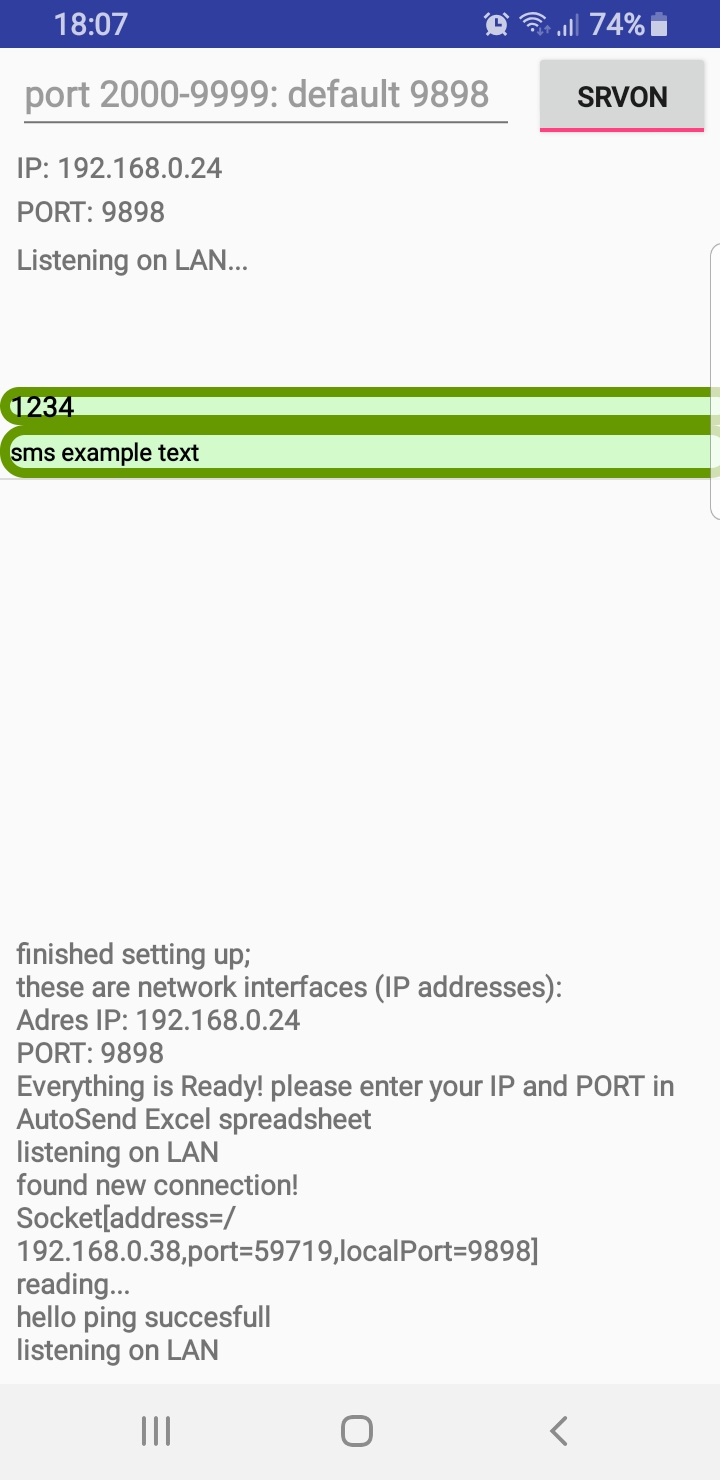 18:07 74%
port 2000-9999: default 9898 SRVON
IP: 192.168.0.24
PORT: 9898
Listening on LAN...
1234
sms example text
finished setting up;
these are network interfaces (IP addresses):
Adres IP: 192.168.0.24
PORT: 9898
Everything is Ready! please enter your IP and PORT in
AutoSend Excel spreadsheet
listening on LAN
found new connection!
Socket[address=/
192.168.0.38,port=59719,localPort=9898]
reading...
hello ping succesfull
listening on LAN